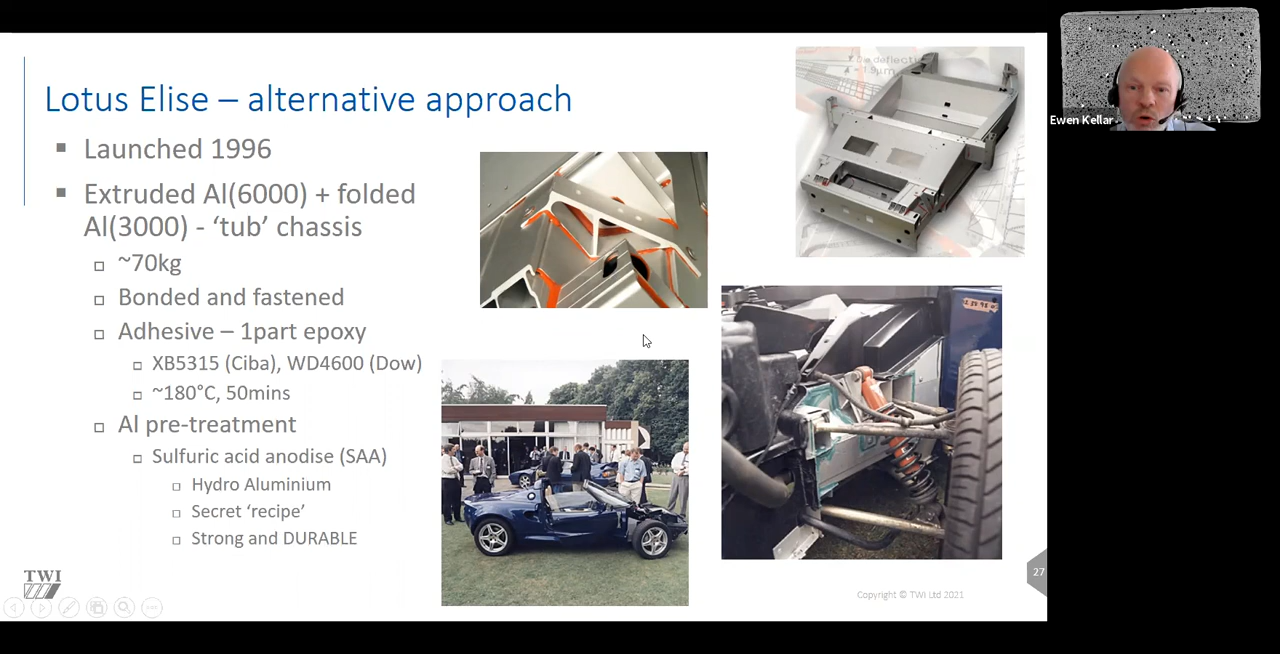 Lotus Elise – alternative approach
Launched 1996
Extruded Al(6000) + folded
Al(3000) - ‘tub’ chassis
~70kg
Bonded and fastened
Adhesive – 1part epoxy
XB5315 (Ciba), WD4600 (Dow)
~180°C, 50mins
Al pre-treatment
Sulfuric acid anodise (SAA)
Hydro Aluminium
Secret ‘recipe’
Strong and DURABLE
TWI
Copyright © TWI Ltd 2021
27
Ewen Kellar